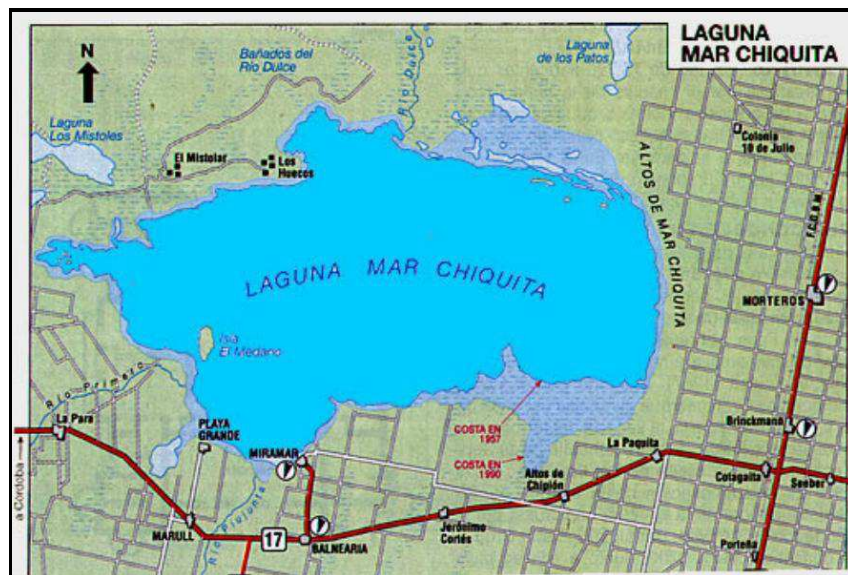 LAGUNA
MAR CHIQUITA
N
Bañados del
Río Dulce
Río Dulce
Laguna
de los Patos
Laguna
Los Mistoles
El Mistolar
Los
Huecos
Colonia
10 de Julio
ALTOS DE MAR CHIQUITA
F.C.G.B.M.
LAGUNA MAR CHIQUITA
MORTEROS
Isla
El Medano
Río Primero
La Para
PLAYA
GRANDE
MIRAMAR
COSTA EN
1957
COSTA EN
1990
Brinckmann
La Paquita
Altos de
Chipión
Cotagaita
Seeber
a Córdoba
MARULL
17
BALNEARIA
Jerónimo
Cortés
Porteña